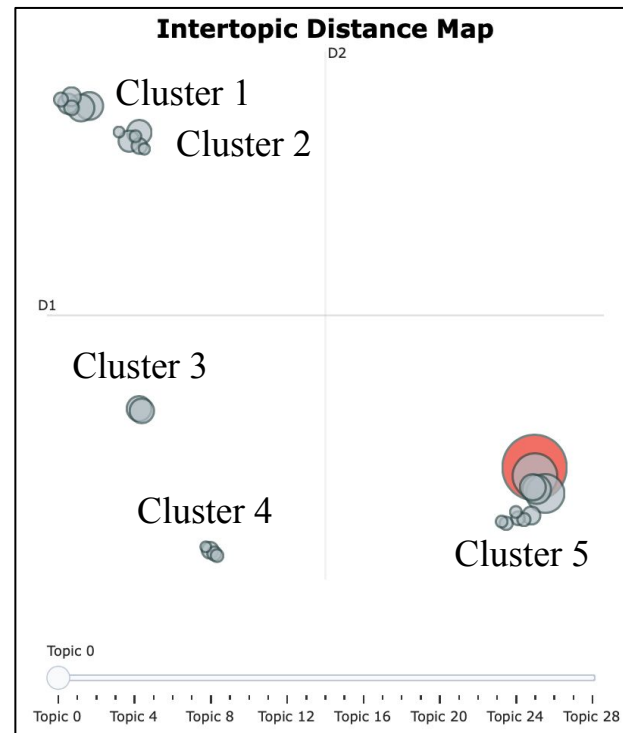 Intertopic Distance Map
D2
Cluster 1
Cluster 2
D1
Cluster 3
Cluster 4
Cluster 5
Topic 0
Topic 0 Topic 4 Topic 8 Topic 12 Topic 16 Topic 20 Topic 24 Topic 28